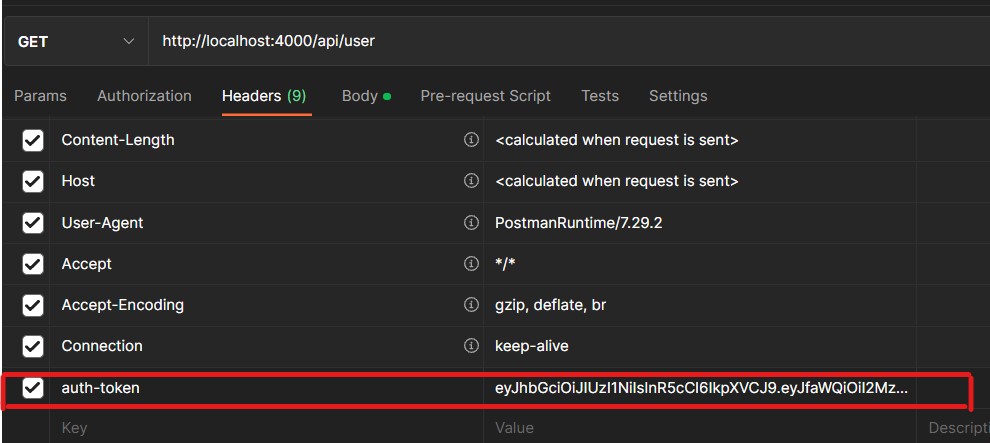 GET http://localhost:4000/api/user
Params Authorization Headers (9) Body Pre-request Script Tests Settings
Content-Length <calculated when request is sent>
Host <calculated when request is sent>
User-Agent PostmanRuntime/7.29.2
Accept */*
Accept-Encoding gzip, deflate, br
Connection keep-alive
auth-token eyJhbGciOiJIUzI1NiIsInR5cCI6IkpXVCJ9.eyJfaWQiOiI2Mz...
Key Value Descripti